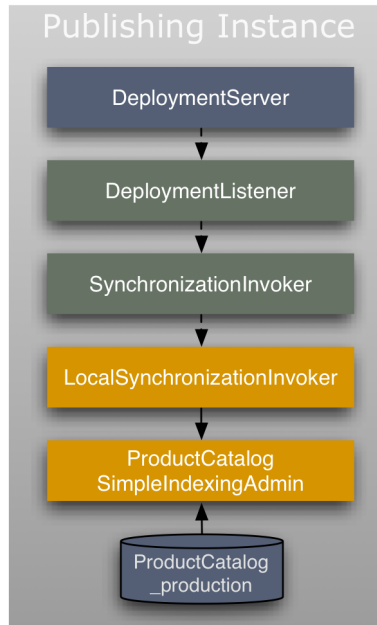 Publishing Instance
DeploymentServer
DeploymentListener
SynchronizationInvoker
LocalSynchronizationInvoker
ProductCatalog
SimpleIndexingAdmin
ProductCatalog
_production